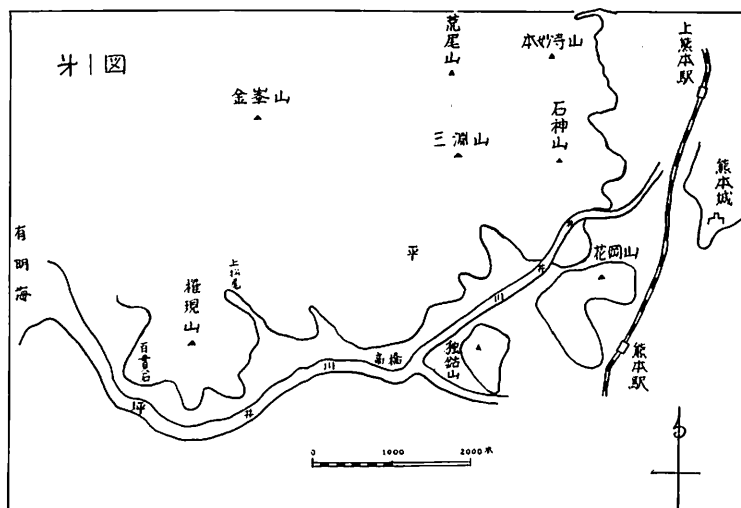 㐧1図
金峯山
荒尾山
本妙寺山
上熊本駅
三淵山
石神山
熊本城
有明海
百貫石
権現山
上松尾
平
花岡山
独鈷山
高橋
熊本駅
坪
井
川
井
川
0 1000 2000米